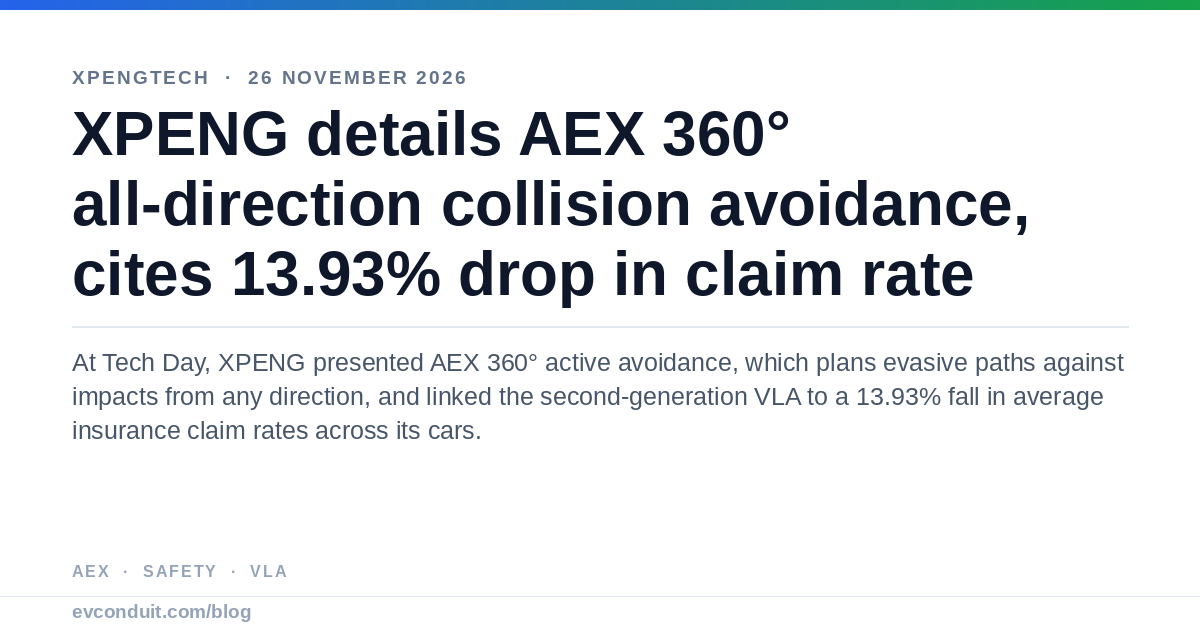 XPENGTECH · 26 NOVEMBER 2026
XPENG details AEX 360°
all-direction collision avoidance,
cites 13.93% drop in claim rate
At Tech Day, XPENG presented AEX 360° active avoidance, which plans evasive paths against
impacts from any direction, and linked the second-generation VLA to a 13.93% fall in average
insurance claim rates across its cars.
AEX · SAFETY · VLA
evconduit.com/blog